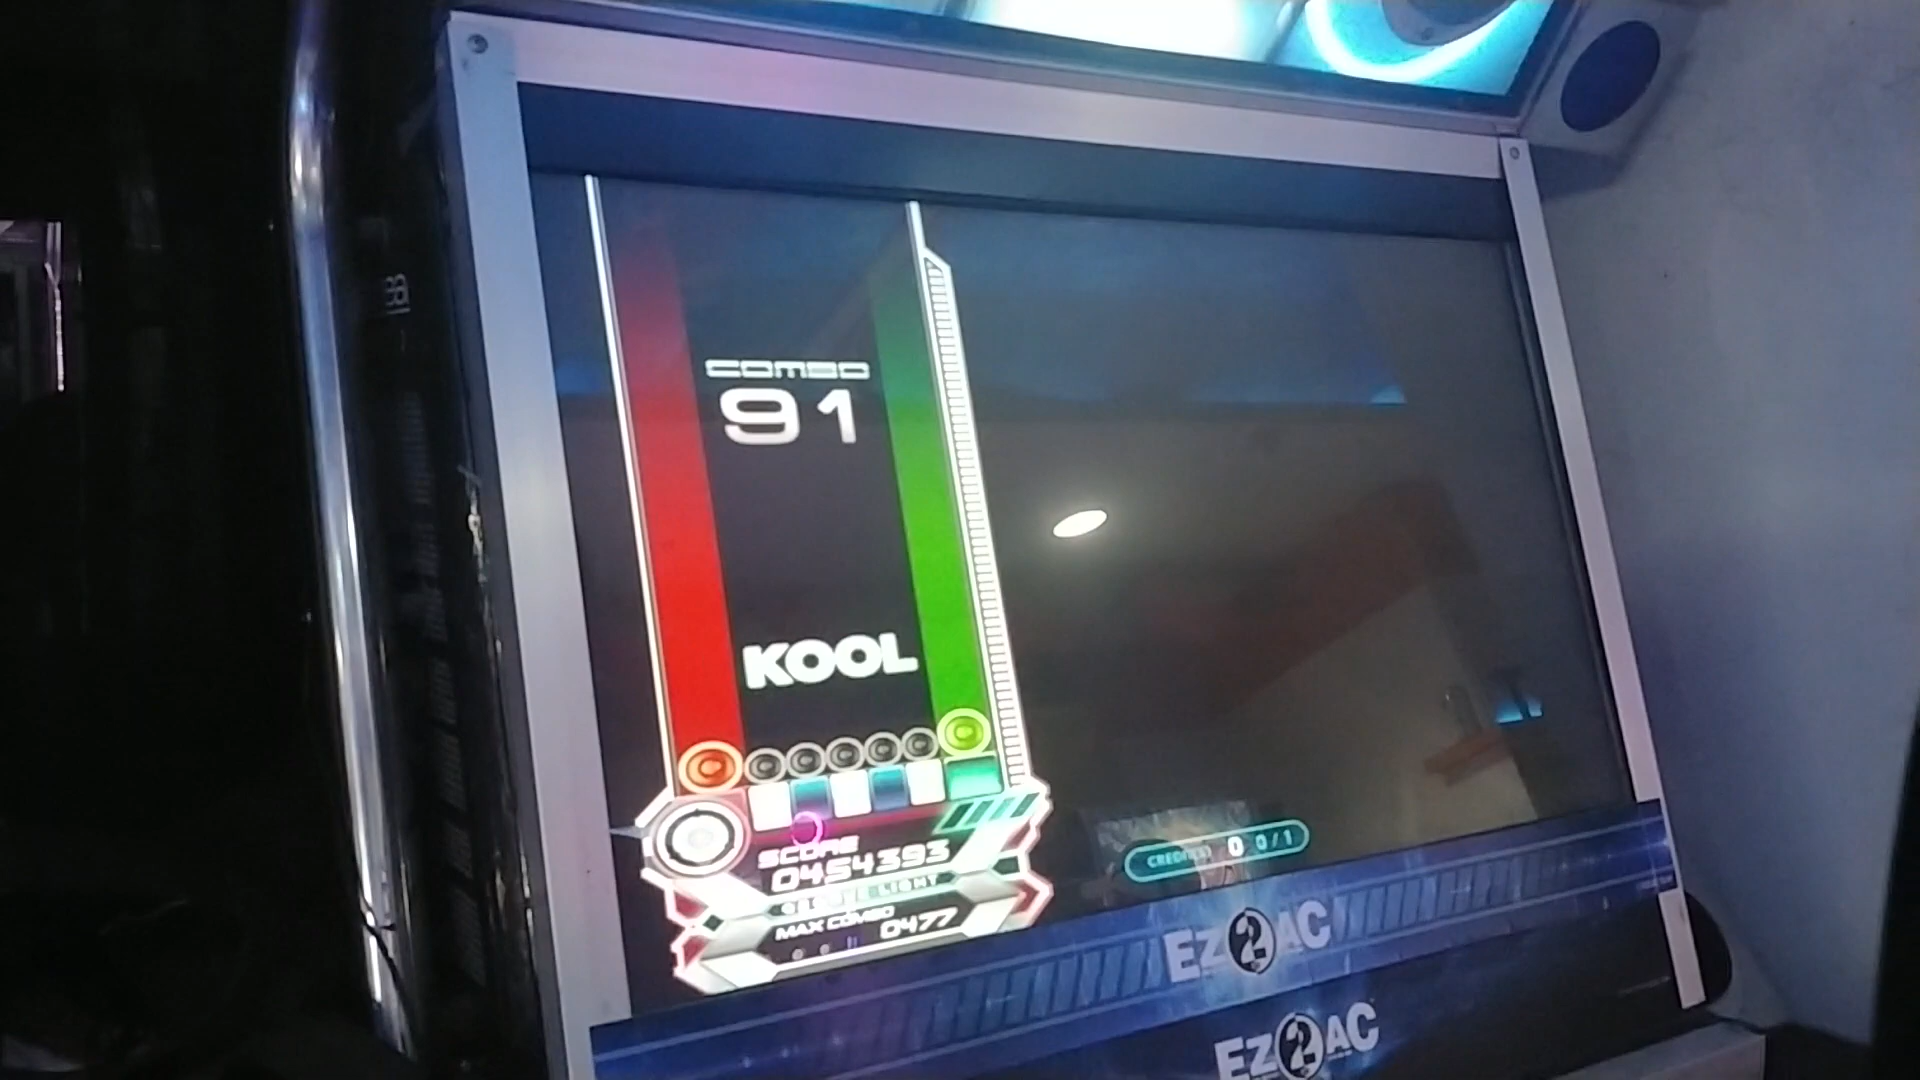 COMBO
91
KOOL
SCORE
0454393
MAX COMBO
0477
CREDIT(S) 0 0/1
EZ2AC
EZ2AC